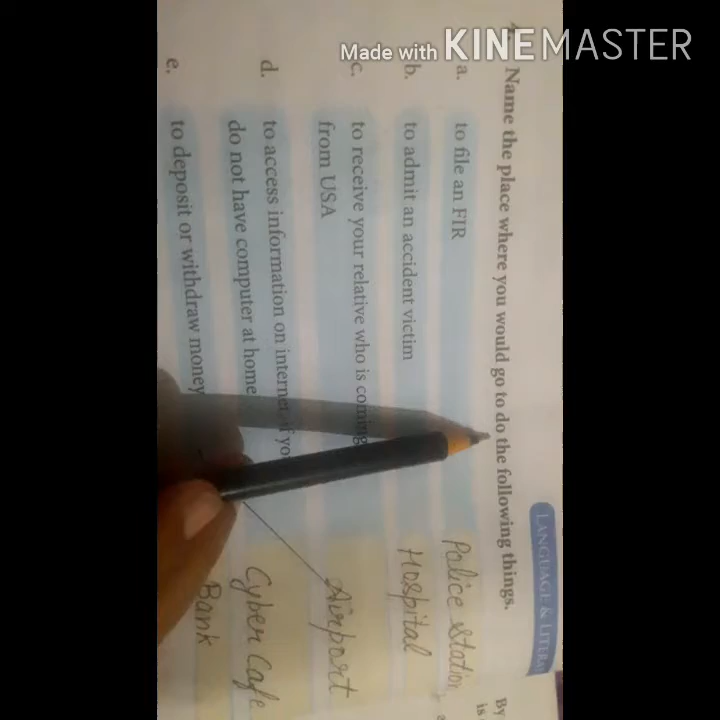 Made with KINEMASTER
LANGUAGE &
Name the place where you would go to do the following things.
a. to file an FIR Police Station
b. to admit an accident victim Hospital
c. to receive your relative who is coming
from USA Airport
d. to access information on internet if you
do not have computer at home Cyber Cafe
e. to deposit or withdraw money Bank
By
is